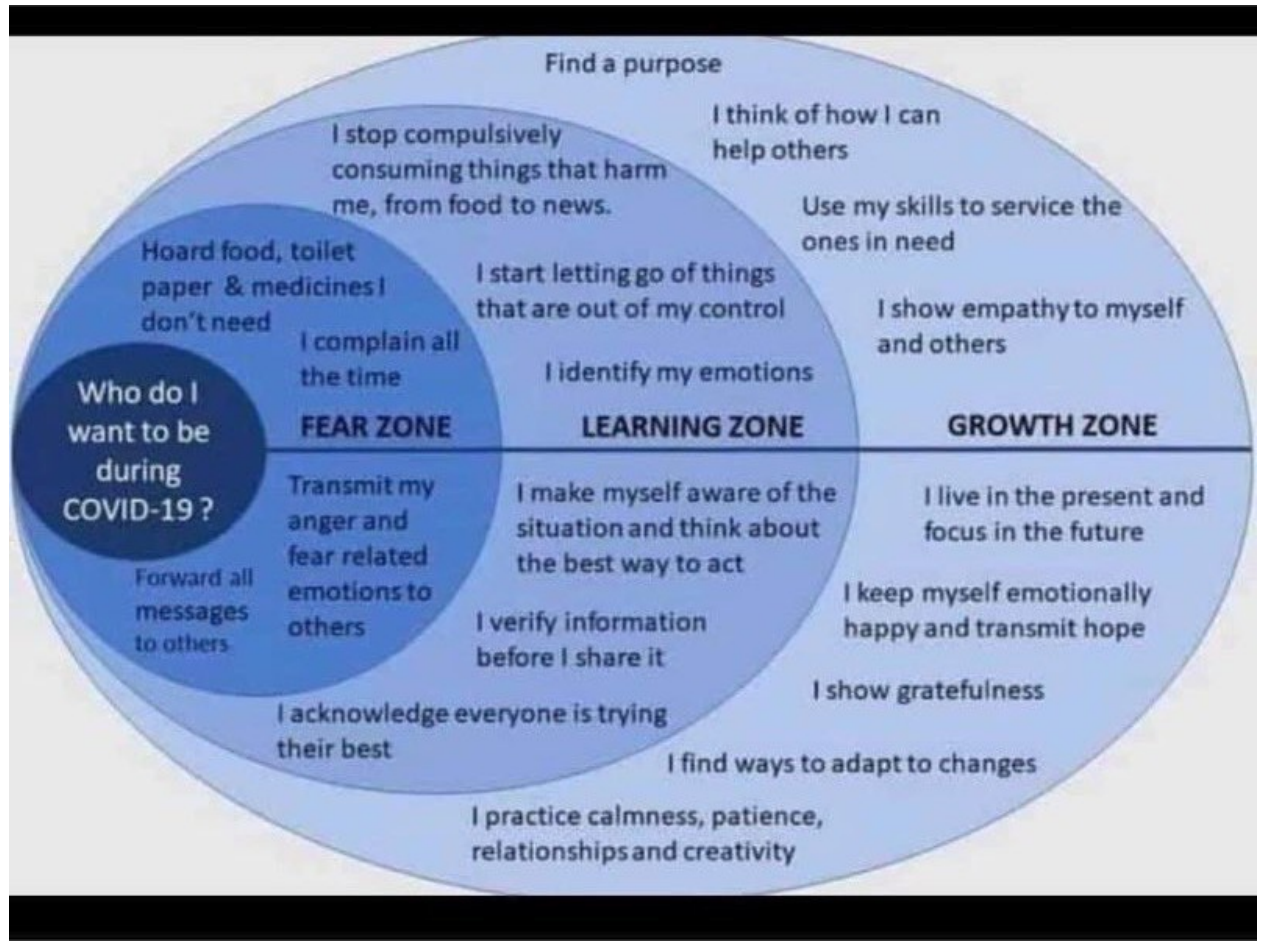 Find a purpose
I think of how I can
help others
Use my skills to service the
ones in need
I show empathy to myself
and others
I stop compulsively
consuming things that harm
me, from food to news.
I start letting go of things
that are out of my control
I identify my emotions
Hoard food, toilet
paper & medicines I
don't need
I complain all
the time
Who do I
want to be
during
COVID-19 ?
FEAR ZONE
LEARNING ZONE
GROWTH ZONE
Transmit my
anger and
fear related
emotions to
others
Forward all
messages
to others
I make myself aware of the
situation and think about
the best way to act
I verify information
before I share it
I acknowledge everyone is trying
their best
I live in the present and
focus in the future
I keep myself emotionally
happy and transmit hope
I show gratefulness
I find ways to adapt to changes
I practice calmness, patience,
relationships and creativity